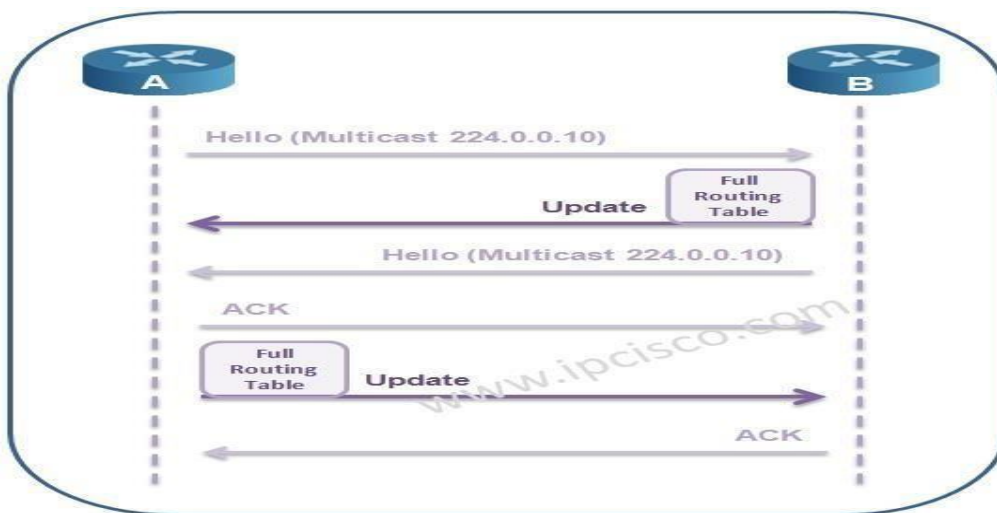 A
B
Hello (Multicast 224.0.0.10)
Full
Routing
Table
Update
Hello (Multicast 224.0.0.10)
ACK
www.ipcisco.com
Full
Routing
Table
Update
ACK